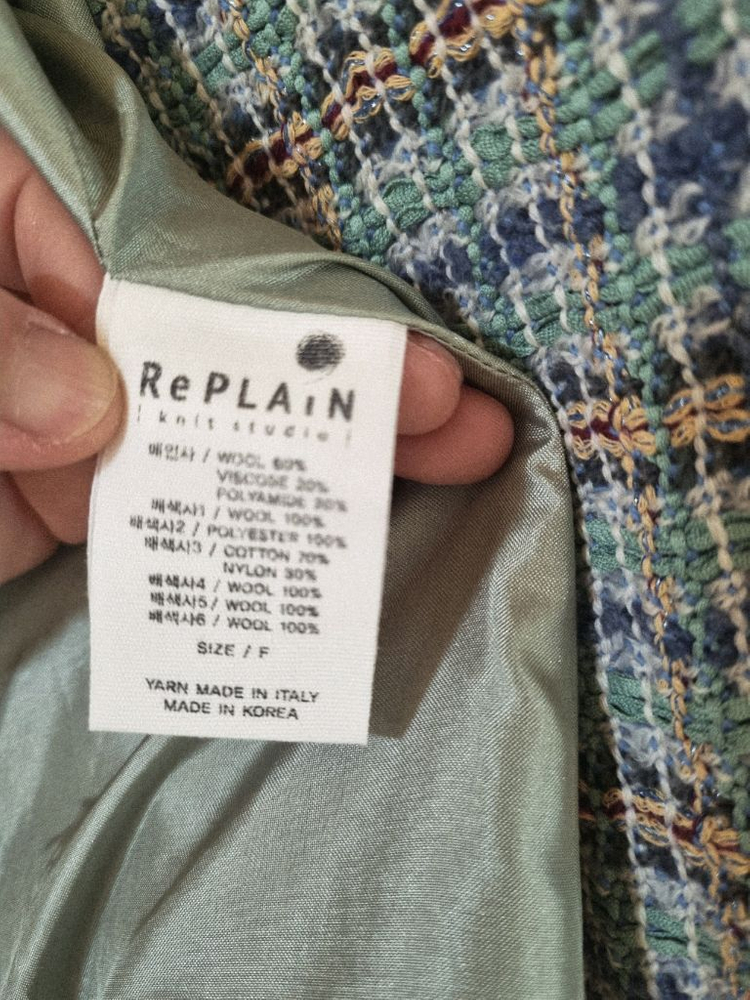 RePLAiN
| knit studio |
메인사 / WOOL 60%
VISCOSE 20%
POLYAMIDE 20%
배색사1 / WOOL 100%
배색사2 / POLYESTER 100%
배색사3 / COTTON 70%
NYLON 30%
배색사4 / WOOL 100%
배색사5 / WOOL 100%
배색사6 / WOOL 100%
SIZE / F
YARN MADE IN ITALY
MADE IN KOREA